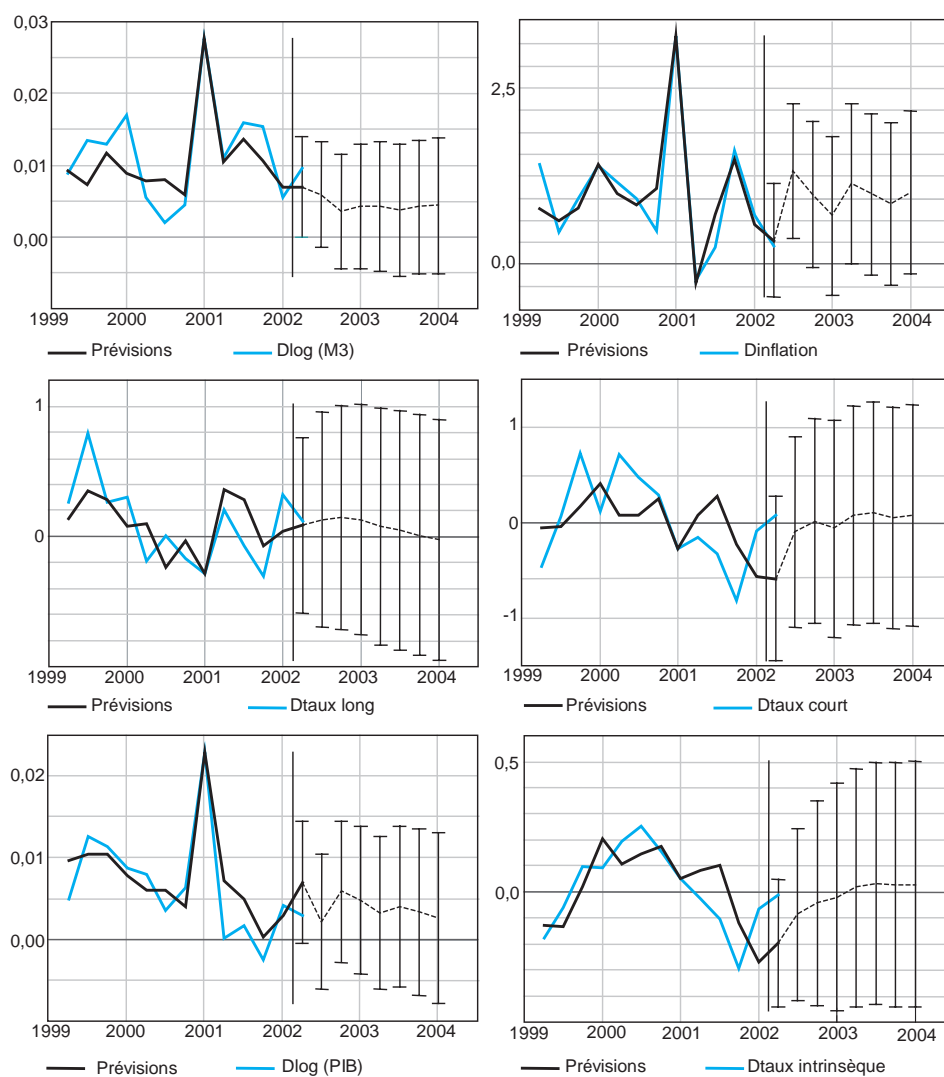 0,03
0,02
0,01
0,00
1999 2000 2001 2002 2003 2004
Prévisions Dlog (M3)
2,5
0,0
1999 2000 2001 2002 2003 2004
Prévisions Dinflation
1
0
1
1999 2000 2001 2002 2003 2004
Prévisions Dtaux long
1
0
-1
1
1999 2000 2001 2002 2003 2004
Prévisions Dtaux court
0,02
0,01
0,00
1999 2000 2001 2002 2003 2004
Prévisions Dlog (PIB)
0,5
0,0
1999 2000 2001 2002 2003 2004
Prévisions Dtaux intrinsèque